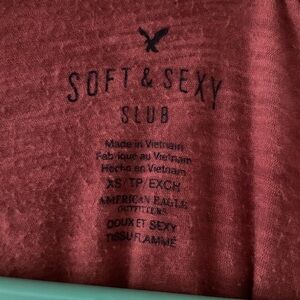 SOFT & SEXY
SLUB
Made in Vietnam
Fabriqué au Vietnam
Hecho en Vietnam
XS/TP/EXCH
AMERICAN EAGLE
OUTFITTERS
DOUX ET SEXY
TISSU FLAMMÉ